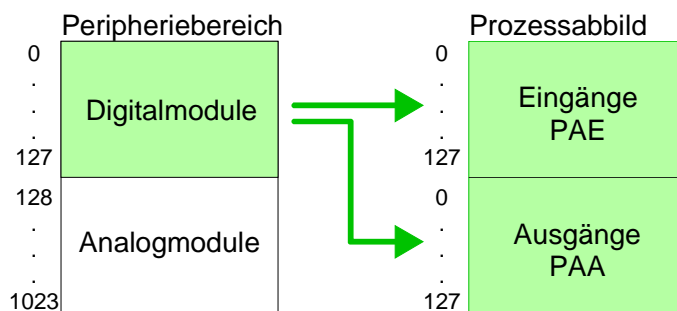 Peripheriebereich
0
.
.
.
127
Digitalmodule
128
.
.
.
1023
Analogmodule
Prozessabbild
0
.
.
.
127
Eingänge
PAE
0
.
.
.
127
Ausgänge
PAA